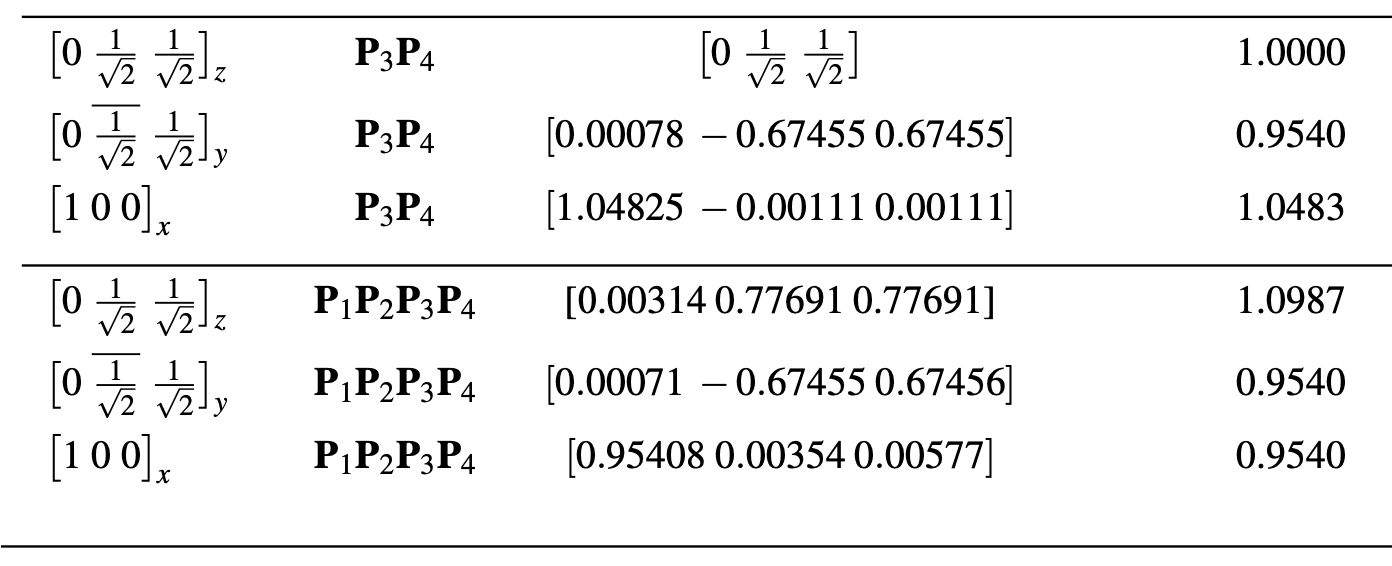 [0 1/√2 1/√2]_z P₃P₄ [0 1/√2 1/√2] 1.0000
[0 \overline{1/√2} 1/√2]_y P₃P₄ [0.00078 −0.67455 0.67455] 0.9540
[1 0 0]_x P₃P₄ [1.04825 −0.00111 0.00111] 1.0483
[0 1/√2 1/√2]_z P₁P₂P₃P₄ [0.00314 0.77691 0.77691] 1.0987
[0 \overline{1/√2} 1/√2]_y P₁P₂P₃P₄ [0.00071 −0.67455 0.67456] 0.9540
[1 0 0]_x P₁P₂P₃P₄ [0.95408 0.00354 0.00577] 0.9540